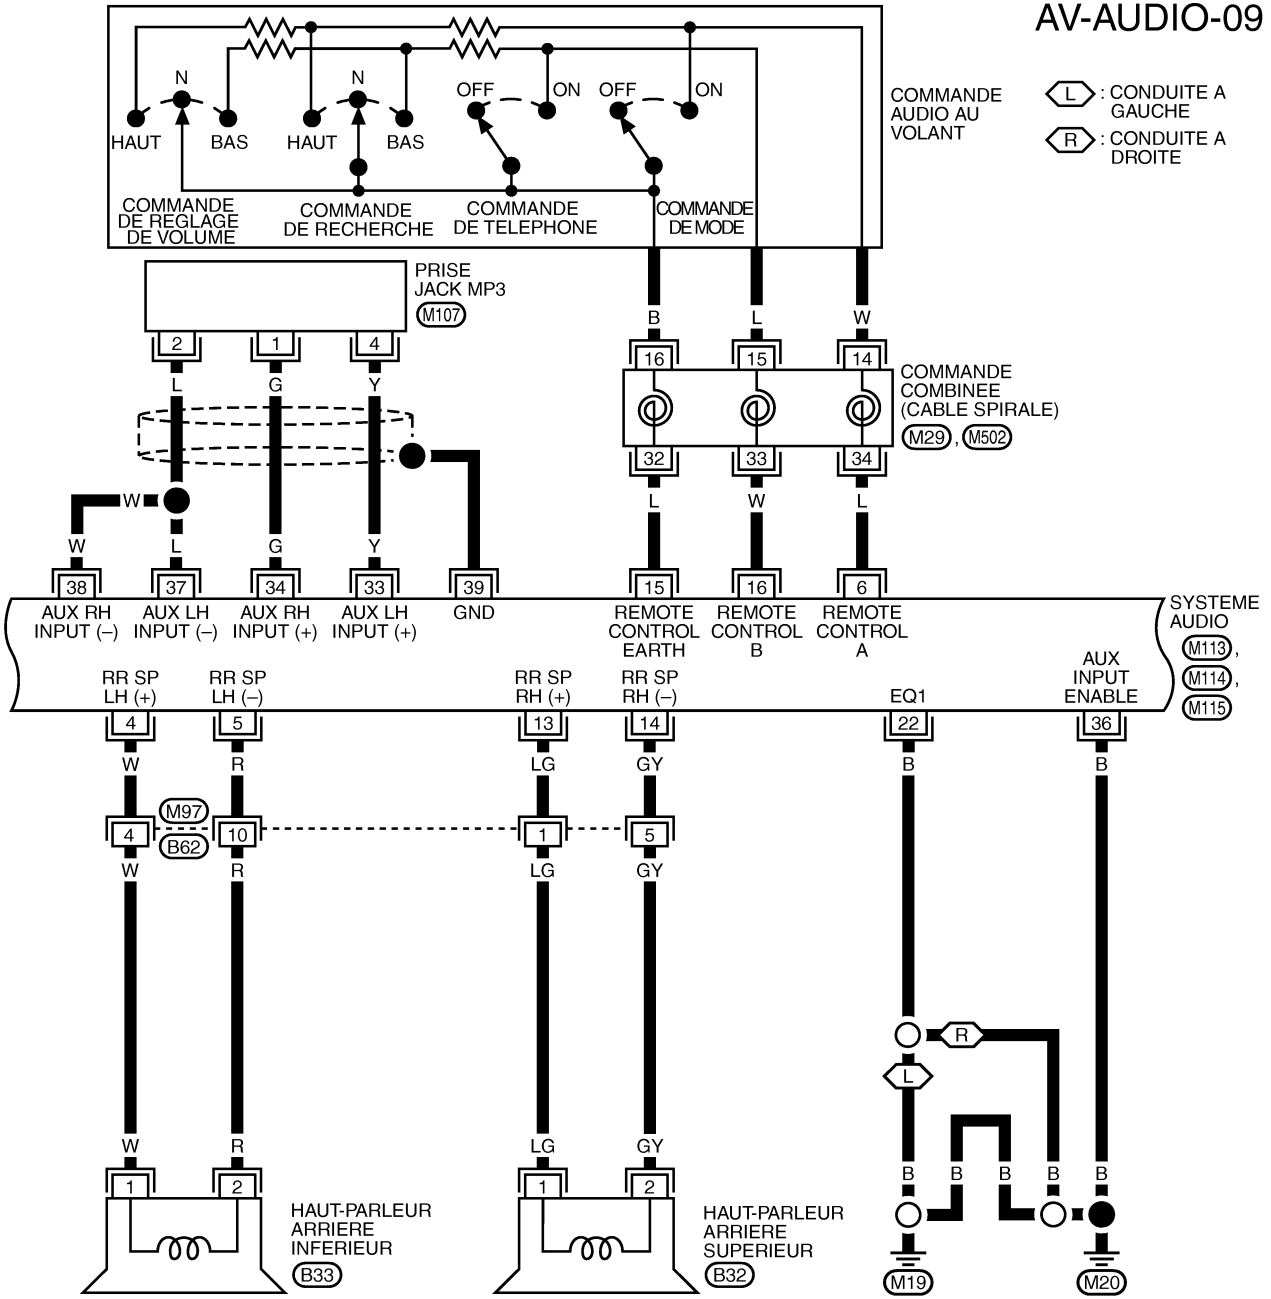 AV-AUDIO-09
L : CONDUITE A
GAUCHE
R : CONDUITE A
DROITE
COMMANDE
AUDIO AU
VOLANT
N
N
OFF
ON
OFF
ON
HAUT
BAS
HAUT
BAS
COMMANDE
DE REGLAGE
DE VOLUME
COMMANDE
DE RECHERCHE
COMMANDE
DE TELEPHONE
COMMANDE
DE MODE
PRISE
JACK MP3
M107
2
1
4
L
G
Y
B
L
W
16
15
14
COMMANDE
COMBINEE
(CABLE SPIRALE)
M29 , M502
32
33
34
L
W
L
W
W
L
G
Y
38
37
34
33
39
15
16
6
AUX RH
INPUT (–)
AUX LH
INPUT (–)
AUX RH
INPUT (+)
AUX LH
INPUT (+)
GND
REMOTE
CONTROL
EARTH
REMOTE
CONTROL
B
REMOTE
CONTROL
A
SYSTEME
AUDIO
M113 ,
M114 ,
M115
RR SP
LH (+)
RR SP
LH (–)
RR SP
RH (+)
RR SP
RH (–)
EQ1
AUX
INPUT
ENABLE
4
5
13
14
22
36
W
R
LG
GY
B
B
M97
4
10
1
5
B62
W
R
LG
GY
R
L
W
R
LG
GY
B
B
B
B
B
1
2
1
2
HAUT-PARLEUR
ARRIERE
INFERIEUR
B33
HAUT-PARLEUR
ARRIERE
SUPERIEUR
B32
M19
M20